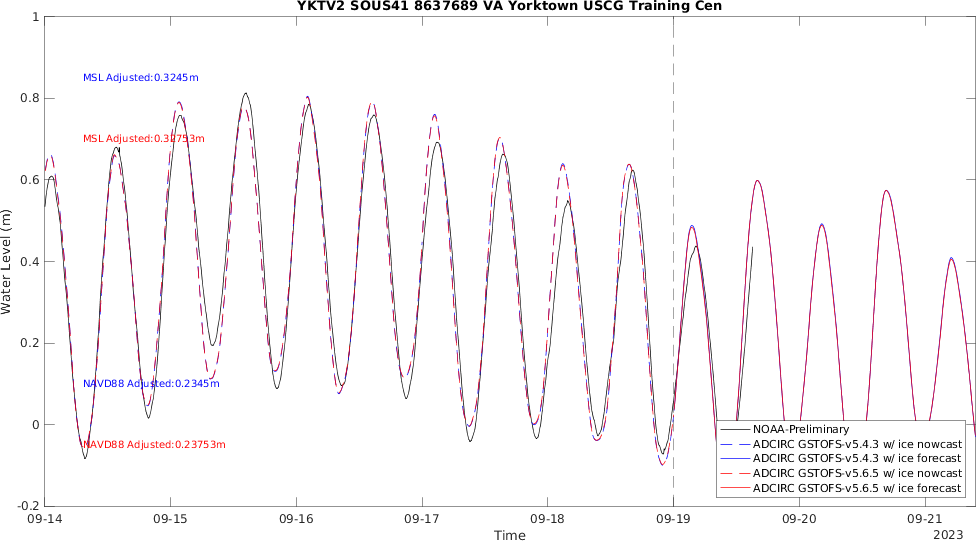 YKTV2 SOUS41 8637689 VA Yorktown USCG Training Cen
1
0.8
0.6
0.4
0.2
0
-0.2
Water Level (m)
MSL Adjusted:0.3245m
MSL Adjusted:0.32753m
NAVD88 Adjusted:0.2345m
NAVD88 Adjusted:0.23753m
NOAA-Preliminary
ADCIRC GSTOFS-v5.4.3 w/ ice nowcast
ADCIRC GSTOFS-v5.4.3 w/ ice forecast
ADCIRC GSTOFS-v5.6.5 w/ ice nowcast
ADCIRC GSTOFS-v5.6.5 w/ ice forecast
09-14 09-15 09-16 09-17 09-18 09-19 09-20 09-21
Time
2023